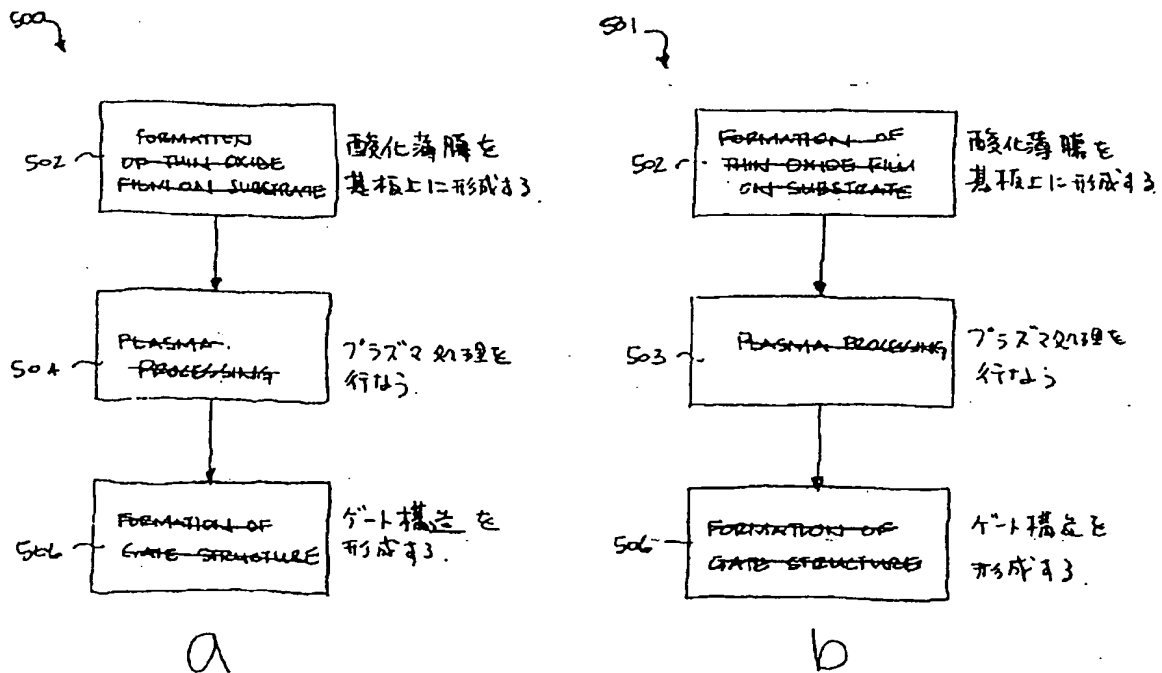 500
502
FORMATION
OF THIN OXIDE
FILM ON SUBSTRATE
酸化薄膜を
基板上に形成する.
504
PLASMA
PROCESSING
プラズマ処理を
行なう.
506
FORMATION OF
GATE STRUCTURE
ゲート構造を
形成する.
a
501
502
FORMATION OF
THIN OXIDE FILM
ON SUBSTRATE
酸化薄膜を
基板上に形成する.
503
PLASMA PROCESSING
プラズマ処理を
行なう
506
FORMATION OF
GATE STRUCTURE
ゲート構造を
形成する.
b